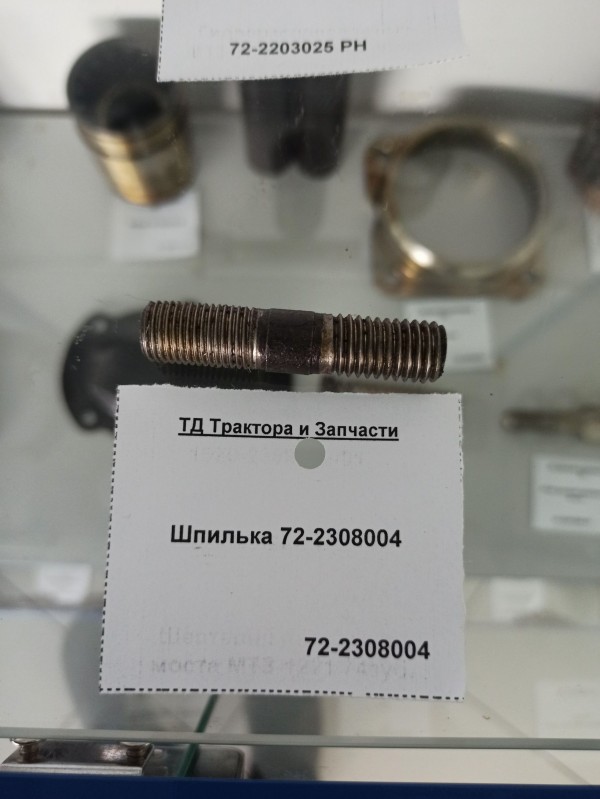 72-2203025 РН
ТД Трактора и Запчасти
Шпилька 72-2308004
72-2308004